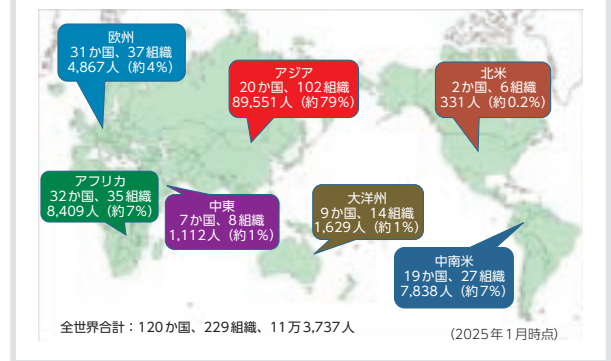 欧州
31か国、37組織
4,867人（約4%）
アジア
20か国、102組織
89,551人（約79%）
北米
2か国、6組織
331人（約0.2%）
アフリカ
32か国、35組織
8,409人（約7%）
中東
7か国、8組織
1,112人（約1%）
大洋州
9か国、14組織
1,629人（約1%）
中南米
19か国、27組織
7,838人（約7%）
全世界合計：120か国、229組織、11万3,737人
（2025年1月時点）